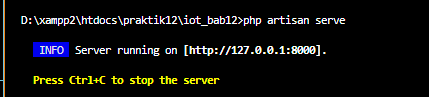 D:\xampp2\htdocs\praktik12\iot_bab12>php artisan serve
INFO Server running on [http://127.0.0.1:8000].
Press Ctrl+C to stop the server